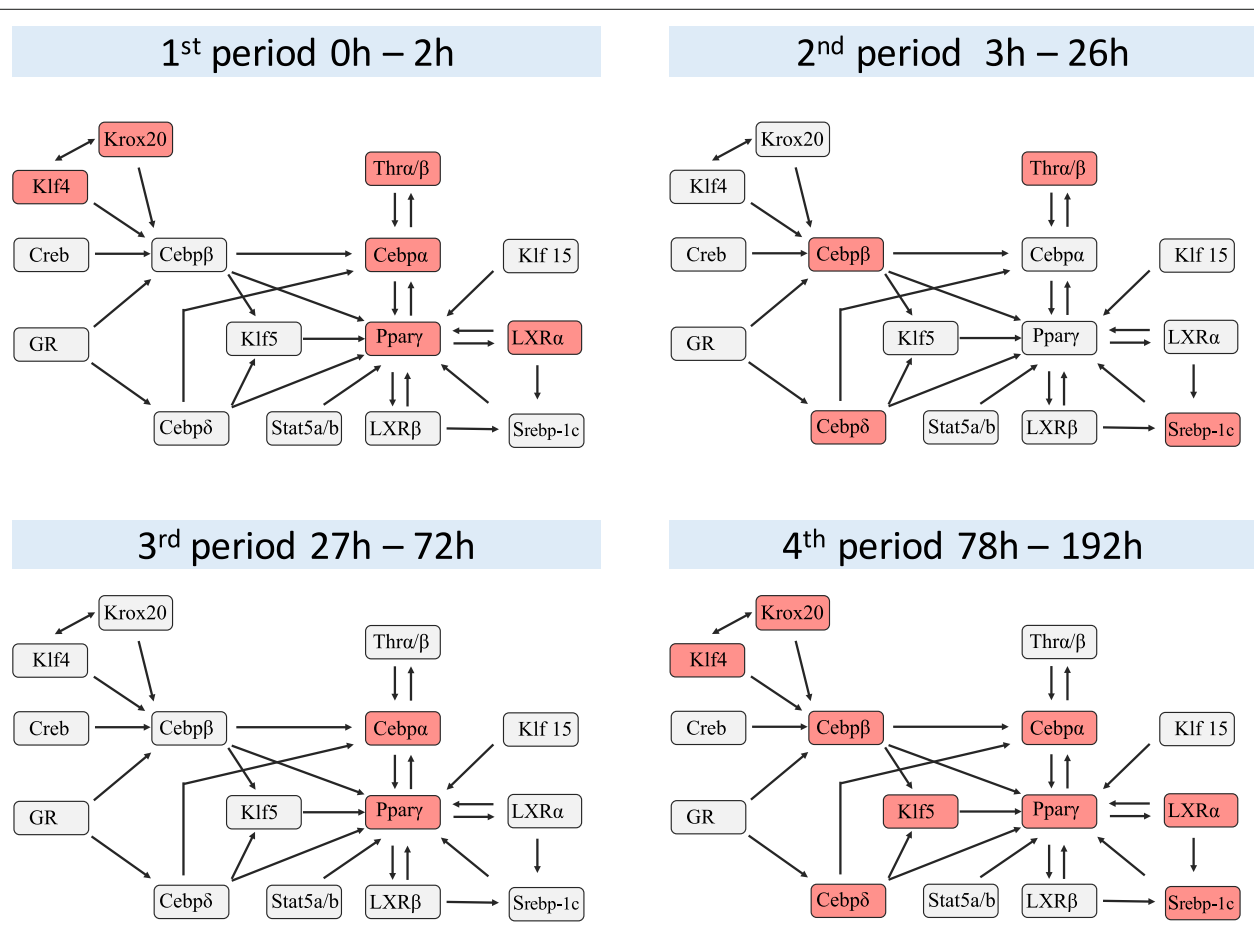 1st period 0h – 2h
Krox20
Klf4
Thrα/β
Creb
Cebpβ
Cebpα
Klf 15
GR
Klf5
Pparγ
LXRα
Cebpδ
Stat5a/b
LXRβ
Srebp-1c
2nd period 3h – 26h
Krox20
Klf4
Thrα/β
Creb
Cebpβ
Cebpα
Klf 15
GR
Klf5
Pparγ
LXRα
Cebpδ
Stat5a/b
LXRβ
Srebp-1c
3rd period 27h – 72h
Krox20
Klf4
Thrα/β
Creb
Cebpβ
Cebpα
Klf 15
GR
Klf5
Pparγ
LXRα
Cebpδ
Stat5a/b
LXRβ
Srebp-1c
4th period 78h – 192h
Krox20
Klf4
Thrα/β
Creb
Cebpβ
Cebpα
Klf 15
GR
Klf5
Pparγ
LXRα
Cebpδ
Stat5a/b
LXRβ
Srebp-1c